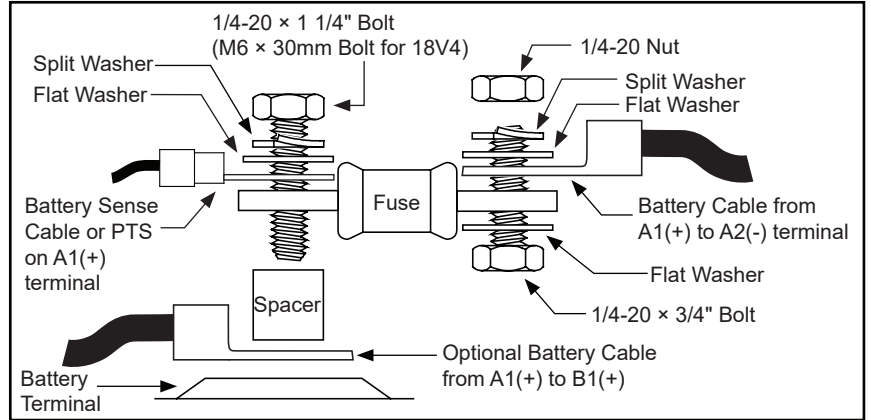 1/4-20 × 1 1/4" Bolt
(M6 × 30mm Bolt for 18V4)
Split Washer
Flat Washer
1/4-20 Nut
Split Washer
Flat Washer
Fuse
Battery Sense
Cable or PTS
on A1(+)
terminal
Battery Cable from
A1(+) to A2(-) terminal
Flat Washer
Spacer
1/4-20 × 3/4" Bolt
Optional Battery Cable
from A1(+) to B1(+)
Battery
Terminal